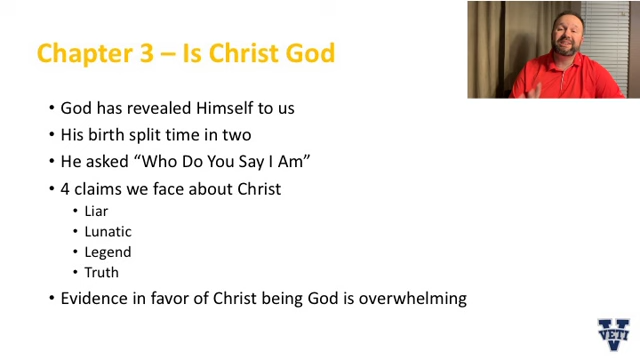 Chapter 3 – Is Christ God
• God has revealed Himself to us
• His birth split time in two
• He asked “Who Do You Say I Am”
• 4 claims we face about Christ
• Liar
• Lunatic
• Legend
• Truth
• Evidence in favor of Christ being God is overwhelming
V
VETI